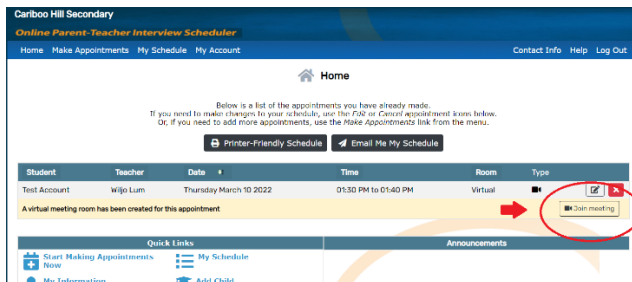 Cariboo Hill Secondary
Online Parent-Teacher Interview Scheduler
Home Make Appointments My Schedule My Account Contact Info Help Log Out
Home
Below is a list of the appointments you have already made.
If you need to make changes to your schedule, use the Edit or Cancel appointment icons below.
Or, if you need to add more appointments, use the Make Appointments link from the menu.
Printer-Friendly Schedule Email Me My Schedule
Student Teacher Date Time Room Type
Test Account Wiljo Lum Thursday March 10 2022 01:30 PM to 01:40 PM Virtual
A virtual meeting room has been created for this appointment Join meeting
Quick Links Announcements
Start Making Appointments My Schedule
Now
My Information Add Child